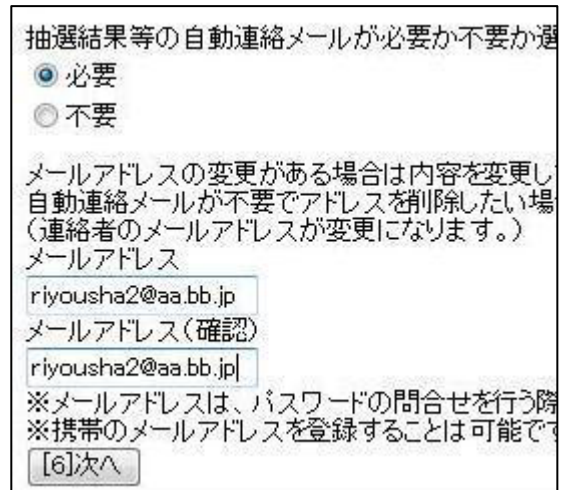 抽選結果等の自動連絡メールが必要か不要か選
必要
不要
メールアドレスの変更がある場合は内容を変更し
自動連絡メールが不要でアドレスを削除したい場
(連絡者のメールアドレスが変更になります。)
メールアドレス
riyousha2@aa.bb.jp
メールアドレス(確認)
riyousha2@aa.bb.jp
※メールアドレスは、パスワードの問合せを行う際
※携帯のメールアドレスを登録することは可能です
[6]次へ